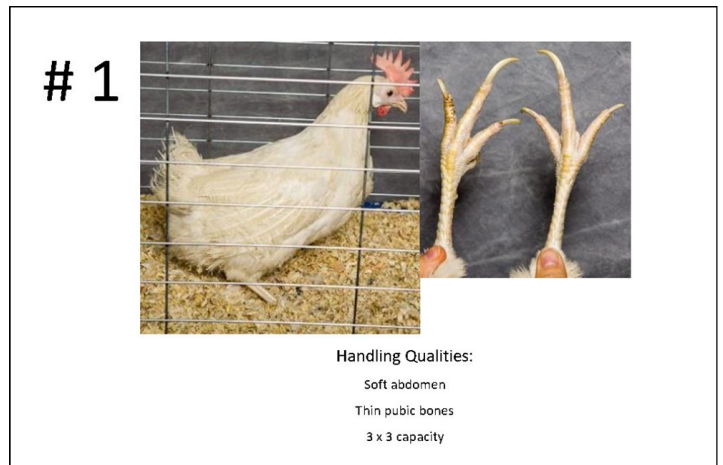 # 1
Handling Qualities:
Soft abdomen
Thin pubic bones
3 x 3 capacity